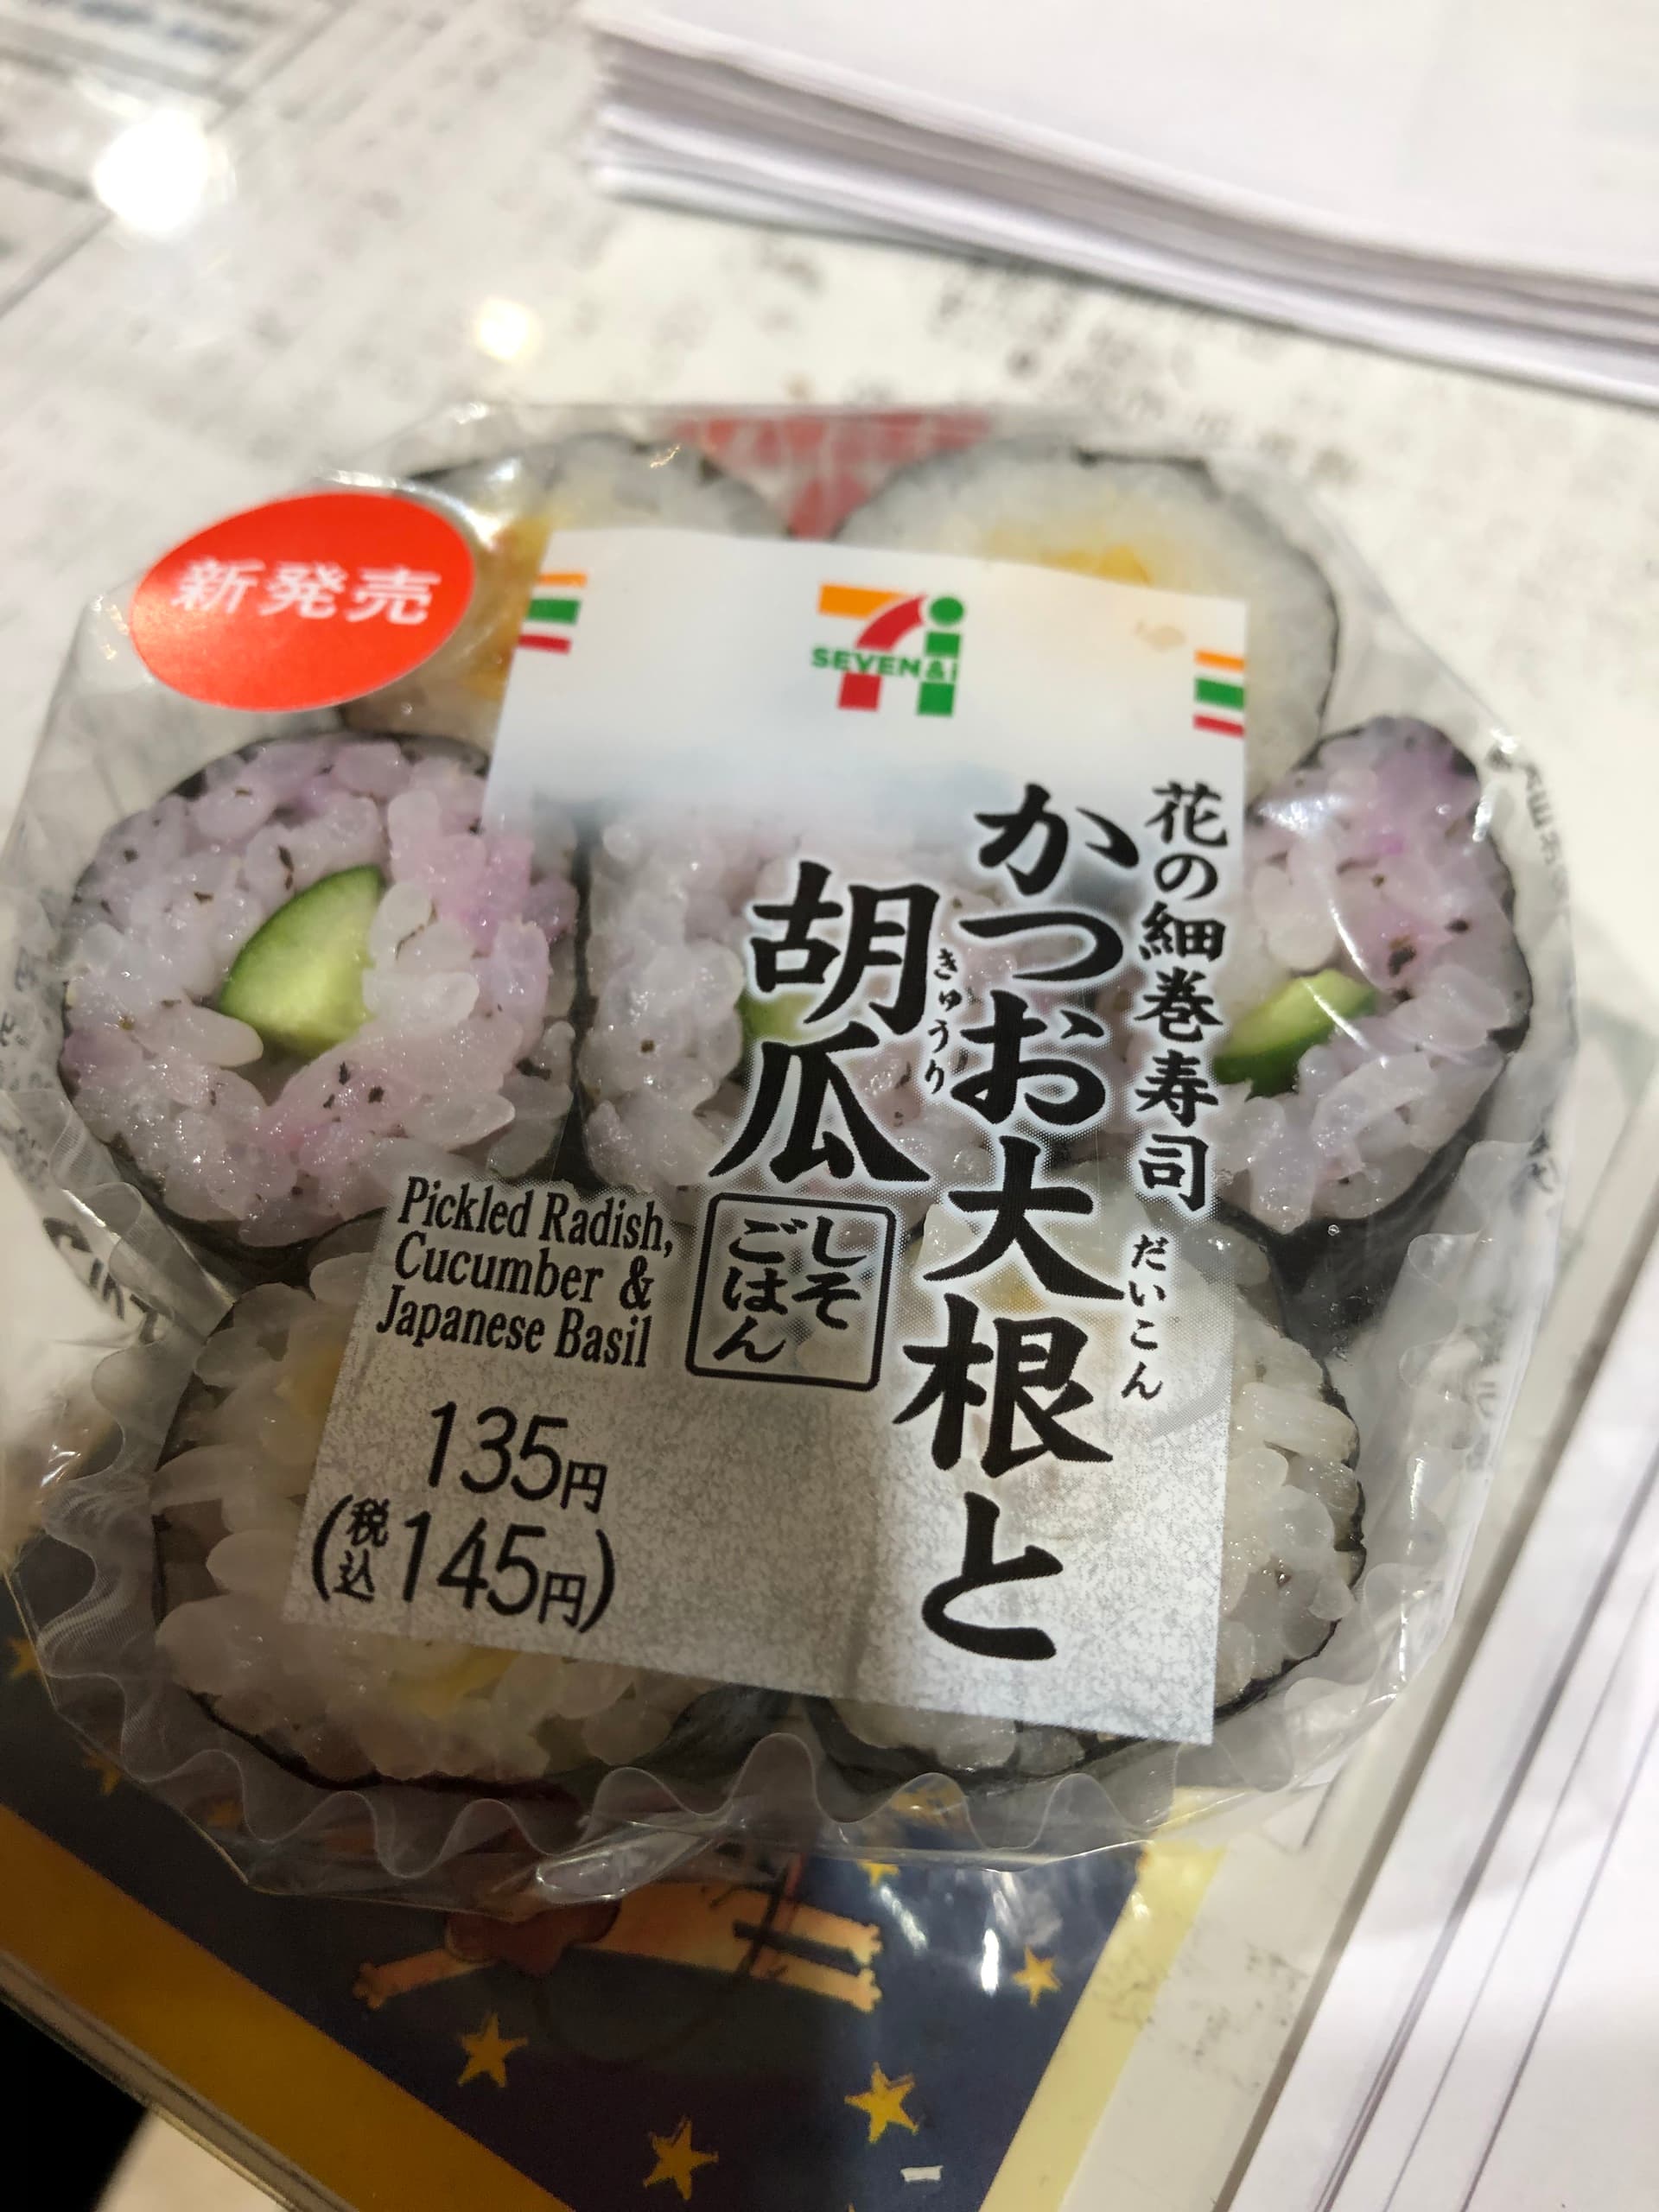 新発売
SEVEN&i
花の細巻寿司
かつお大根と
だいこん
胡瓜
きゅうり
しそ
ごはん
Pickled Radish,
Cucumber &
Japanese Basil
135円
(税込145円)